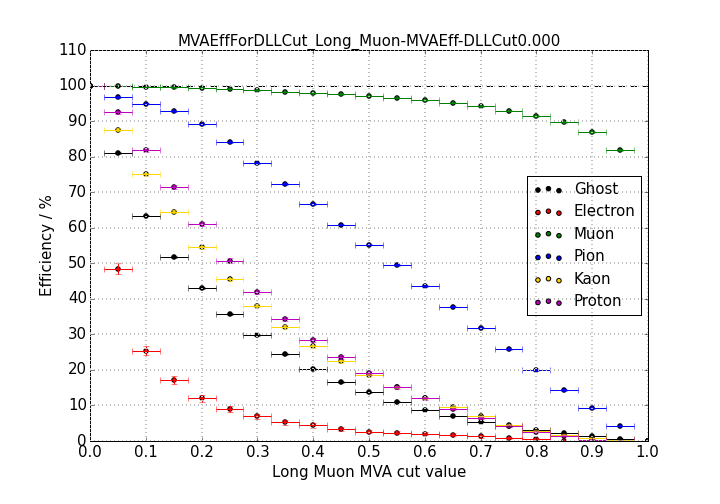 MVAEffForDLLCut_Long_Muon-MVAEff-DLLCut0.000
110
100
90
80
70
60
50
40
30
20
10
0
Efficiency / %
Ghost
Electron
Muon
Pion
Kaon
Proton
0.0 0.1 0.2 0.3 0.4 0.5 0.6 0.7 0.8 0.9 1.0
Long Muon MVA cut value